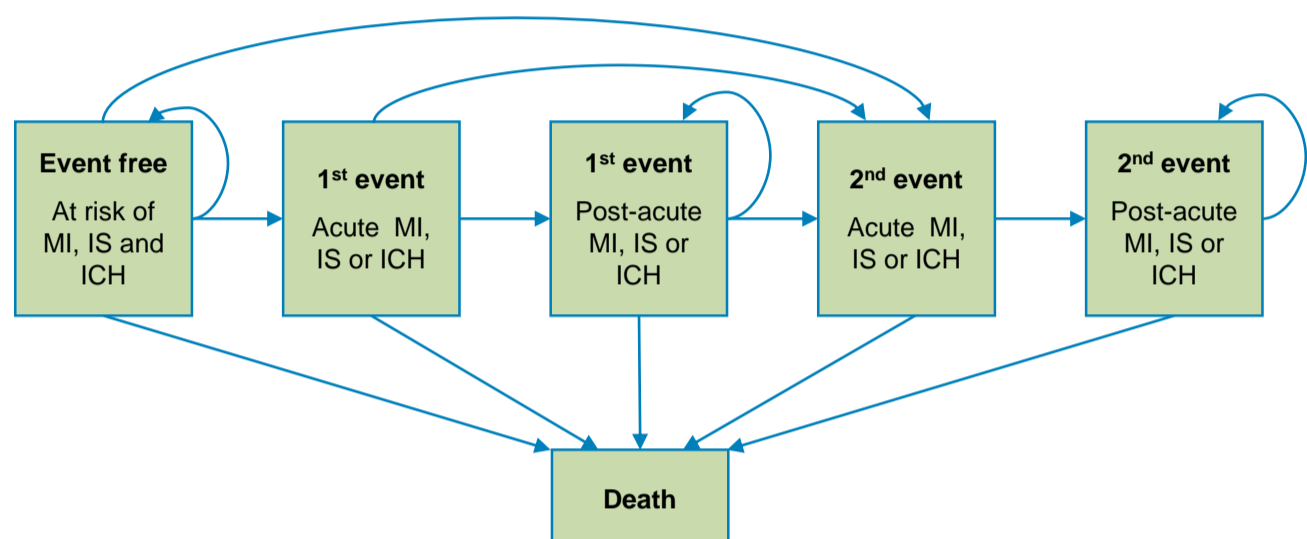 Event free
At risk of
MI, IS and
ICH
1st event
Acute MI,
IS or ICH
1st event
Post-acute
MI, IS or
ICH
2nd event
Acute MI,
IS or ICH
2nd event
Post-acute
MI, IS or
ICH
Death